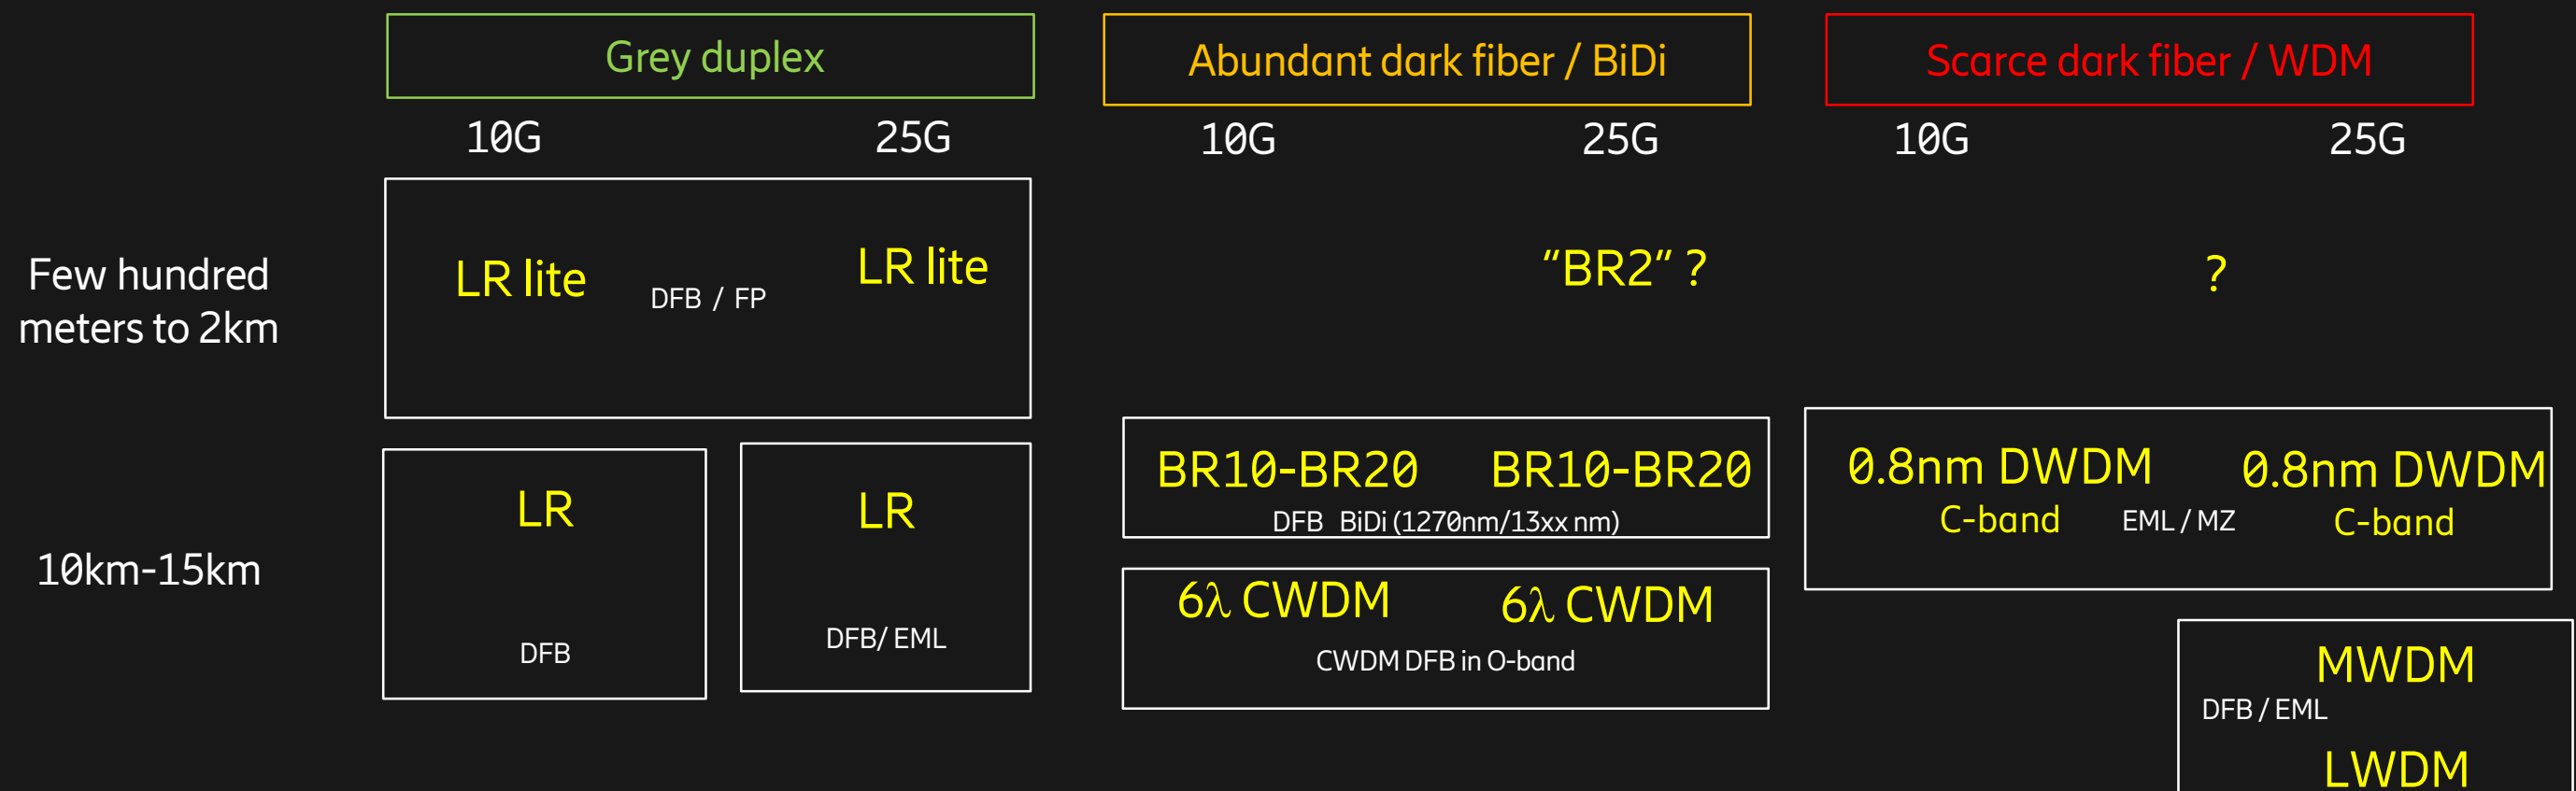 Grey duplex
Abundant dark fiber / BiDi
Scarce dark fiber / WDM
10G
25G
10G
25G
10G
25G
Few hundred
meters to 2km
LR lite
DFB / FP
LR lite
"BR2" ?
?
10km-15km
LR
DFB
LR
DFB/ EML
BR10-BR20
BR10-BR20
DFB BiDi (1270nm/13xx nm)
6λ CWDM
6λ CWDM
CWDM DFB in O-band
0.8nm DWDM
0.8nm DWDM
C-band
EML / MZ
C-band
MWDM
DFB / EML
LWDM